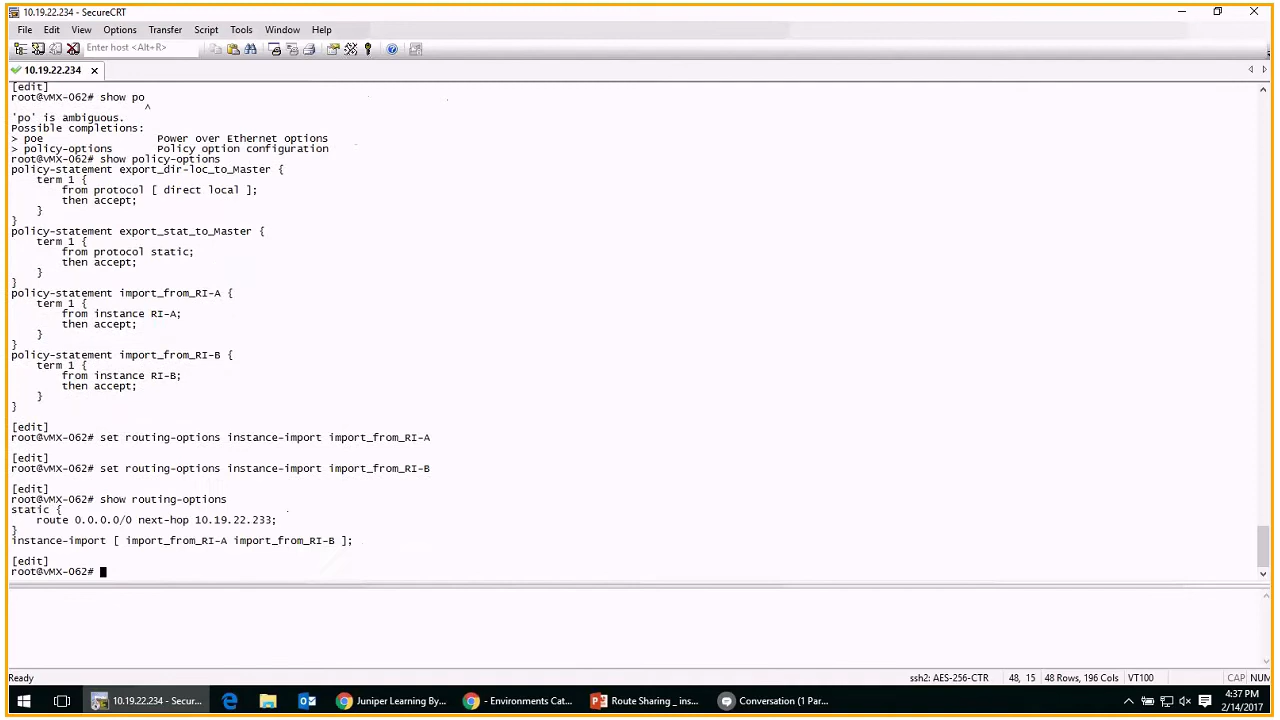 10.19.22.234 - SecureCRT
File Edit View Options Transfer Script Tools Window Help
Enter host <Alt+R>
10.19.22.234
[edit]
root@vMX-062# show po
^
'po' is ambiguous.
Possible completions:
> poe Power over Ethernet options
> policy-options Policy option configuration
root@vMX-062# show policy-options
policy-statement export_dir-loc_to_Master {
term 1 {
from protocol [ direct local ];
then accept;
}
}
policy-statement export_stat_to_Master {
term 1 {
from protocol static;
then accept;
}
}
policy-statement import_from_RI-A {
term 1 {
from instance RI-A;
then accept;
}
}
policy-statement import_from_RI-B {
term 1 {
from instance RI-B;
then accept;
}
}
[edit]
root@vMX-062# set routing-options instance-import import_from_RI-A
[edit]
root@vMX-062# set routing-options instance-import import_from_RI-B
[edit]
root@vMX-062# show routing-options
static {
route 0.0.0.0/0 next-hop 10.19.22.233;
}
instance-import [ import_from_RI-A import_from_RI-B ];
[edit]
root@vMX-062#
Ready ssh2: AES-256-CTR 48, 15 48 Rows, 196 Cols VT100 CAP NUM
10.19.22.234 - Secur... Juniper Learning By... - Environments Cat... Route Sharing _ ins... Conversation (1 Par... 4:37 PM
2/14/2017